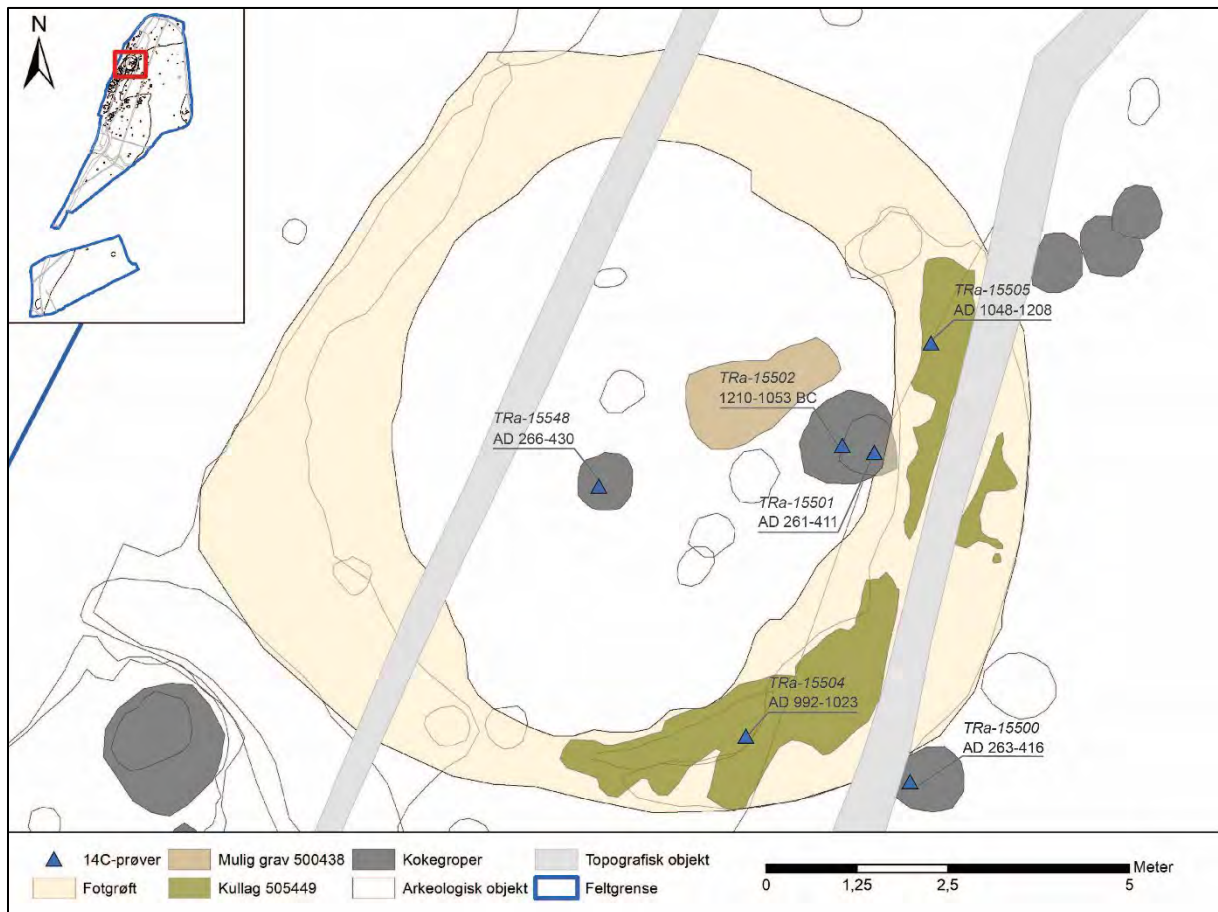 N
TRa-15505
AD 1048-1208
TRa-15502
1210-1053 BC
TRa-15548
AD 266-430
TRa-15501
AD 261-411
TRa-15504
AD 992-1023
TRa-15500
AD 263-416
14C-prøver
Mulig grav 500438
Kokegroper
Topografisk objekt
Fotgrøft
Kullag 505449
Arkeologisk objekt
Feltgrense
Meter
0 1,25 2,5 5